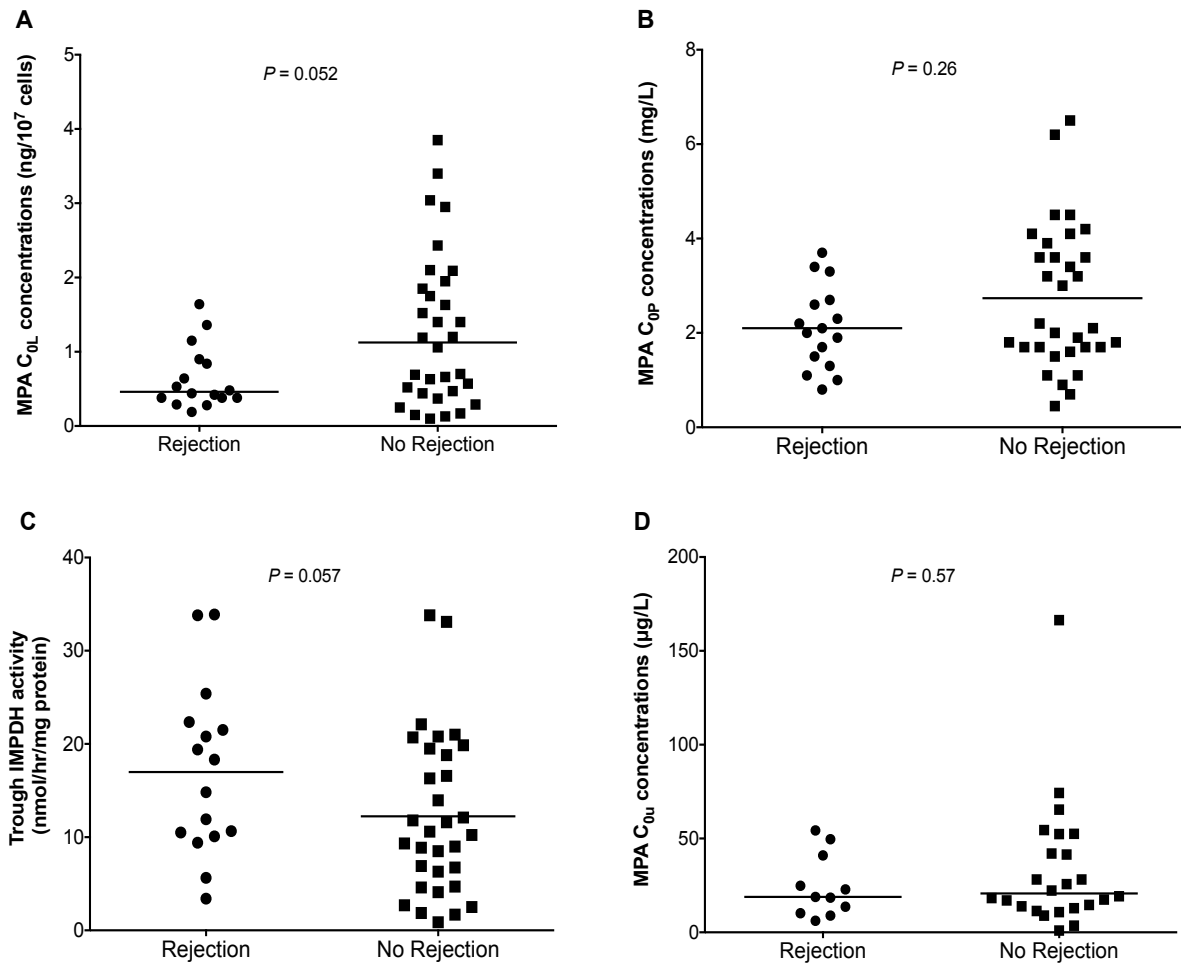 A
MPA C0L concentrations (ng/10⁷ cells)
5
4
3
2
1
0
P = 0.052
Rejection
No Rejection
B
MPA C0P concentrations (mg/L)
8
6
4
2
0
P = 0.26
Rejection
No Rejection
C
Trough IMPDH activity
(nmol/hr/mg protein)
40
30
20
10
0
P = 0.057
Rejection
No Rejection
D
MPA C0u concentrations (µg/L)
200
150
100
50
0
P = 0.57
Rejection
No Rejection